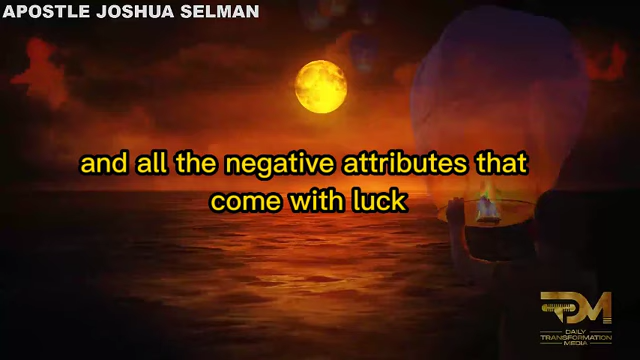 APOSTLE JOSHUA SELMAN
and all the negative attributes that
come with luck
DAILY
TRANSFORMATION
MEDIA